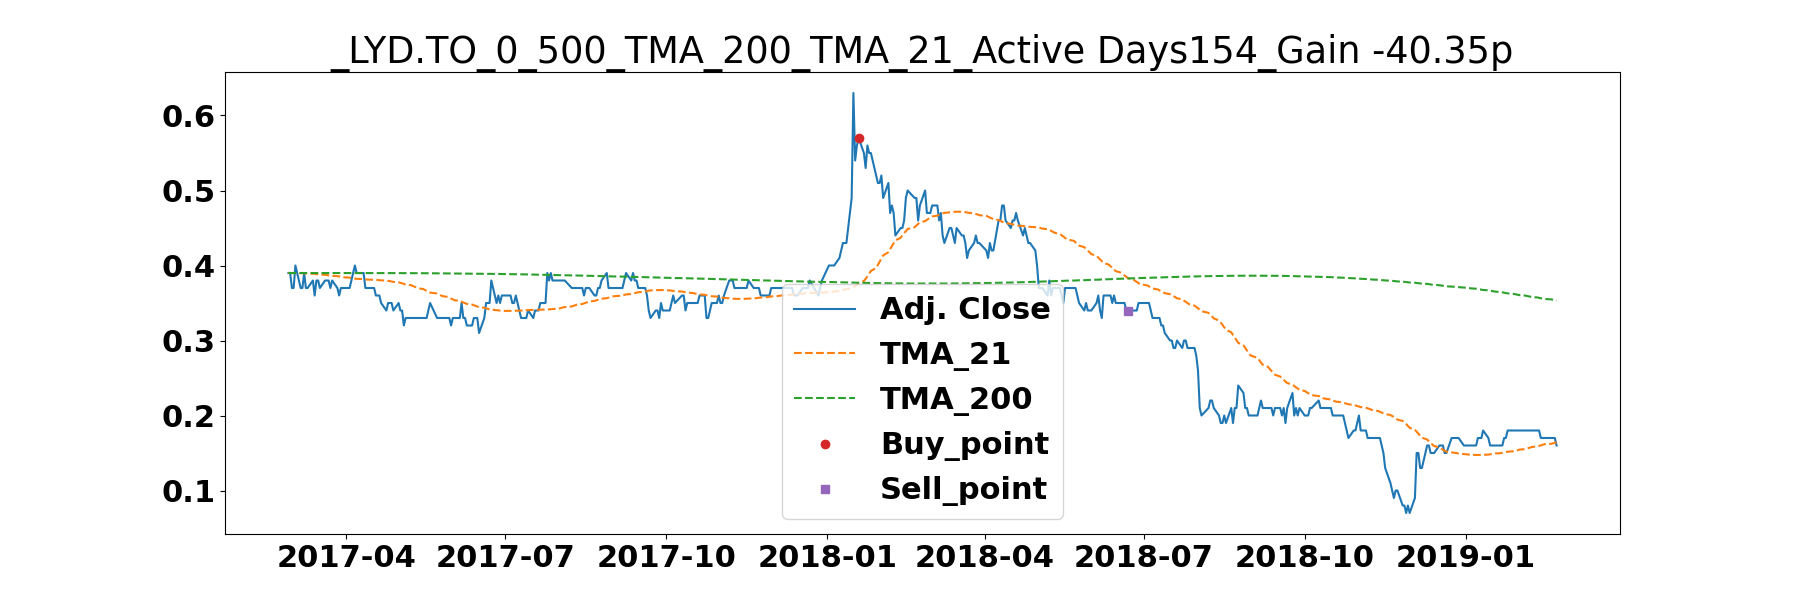 _LYD.TO_0_500_TMA_200_TMA_21_Active Days154_Gain -40.35p
0.6
0.5
0.4
0.3
0.2
0.1
Adj. Close
TMA_21
TMA_200
Buy_point
Sell_point
2017-04 2017-07 2017-10 2018-01 2018-04 2018-07 2018-10 2019-01